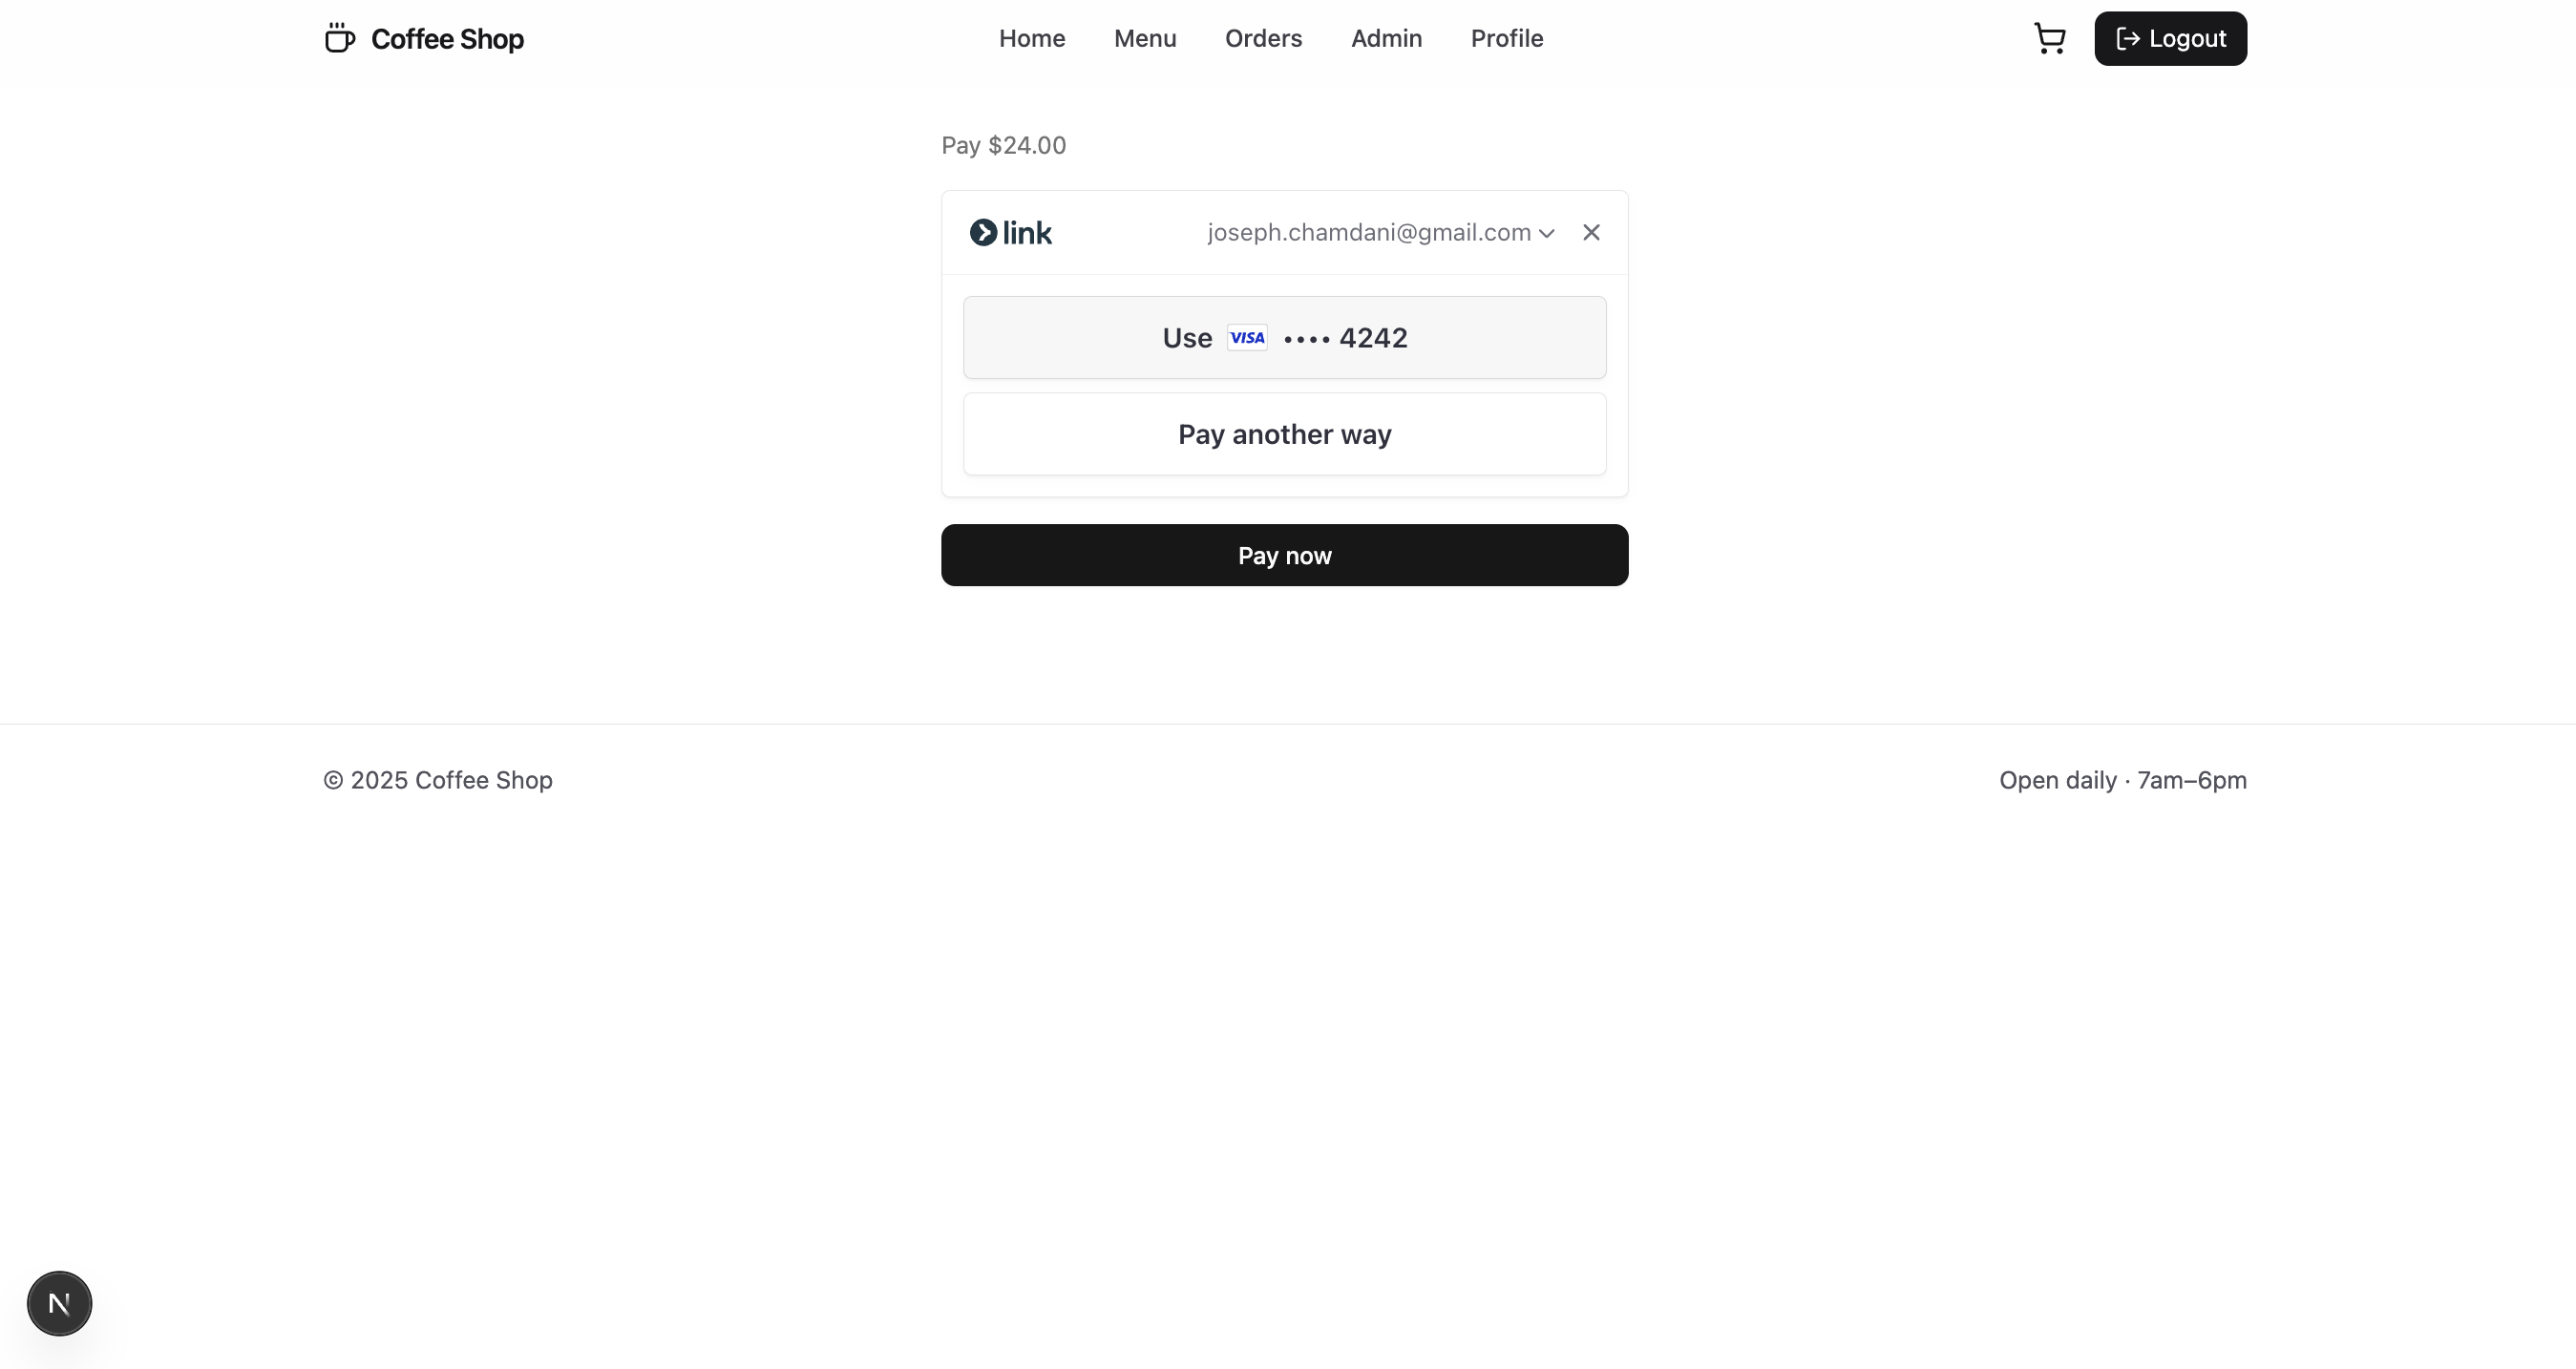 Coffee Shop
Home Menu Orders Admin Profile
Logout
Pay $24.00
link joseph.chamdani@gmail.com
Use VISA •••• 4242
Pay another way
Pay now
© 2025 Coffee Shop
Open daily · 7am–6pm
N